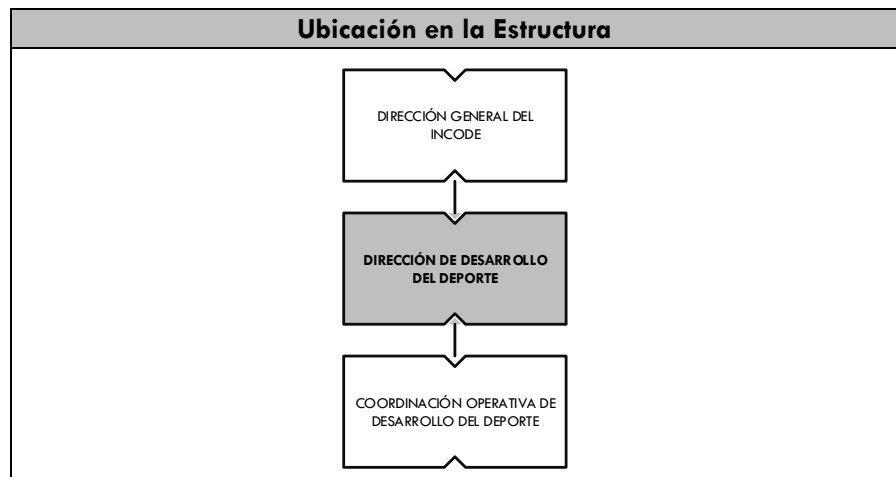 Ubicación en la Estructura
DIRECCIÓN GENERAL DEL
INCODE
DIRECCIÓN DE DESARROLLO
DEL DEPORTE
COORDINACIÓN OPERATIVA DE
DESARROLLO DEL DEPORTE